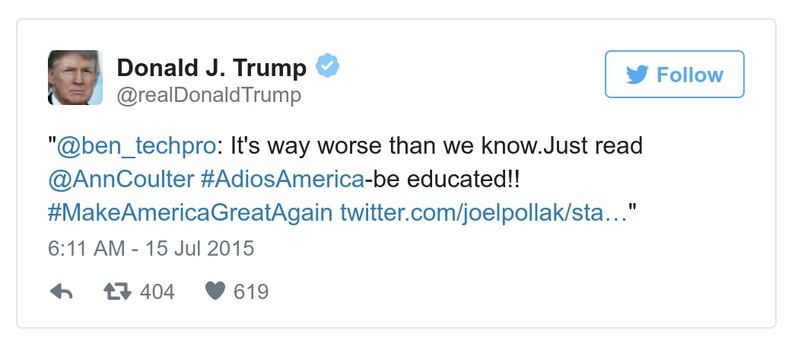 Donald J. Trump
@realDonaldTrump
Follow
"@ben_techpro: It's way worse than we know.Just read
@AnnCoulter #AdiosAmerica-be educated!!
#MakeAmericaGreatAgain twitter.com/joelpollak/sta…"
6:11 AM - 15 Jul 2015
404 619